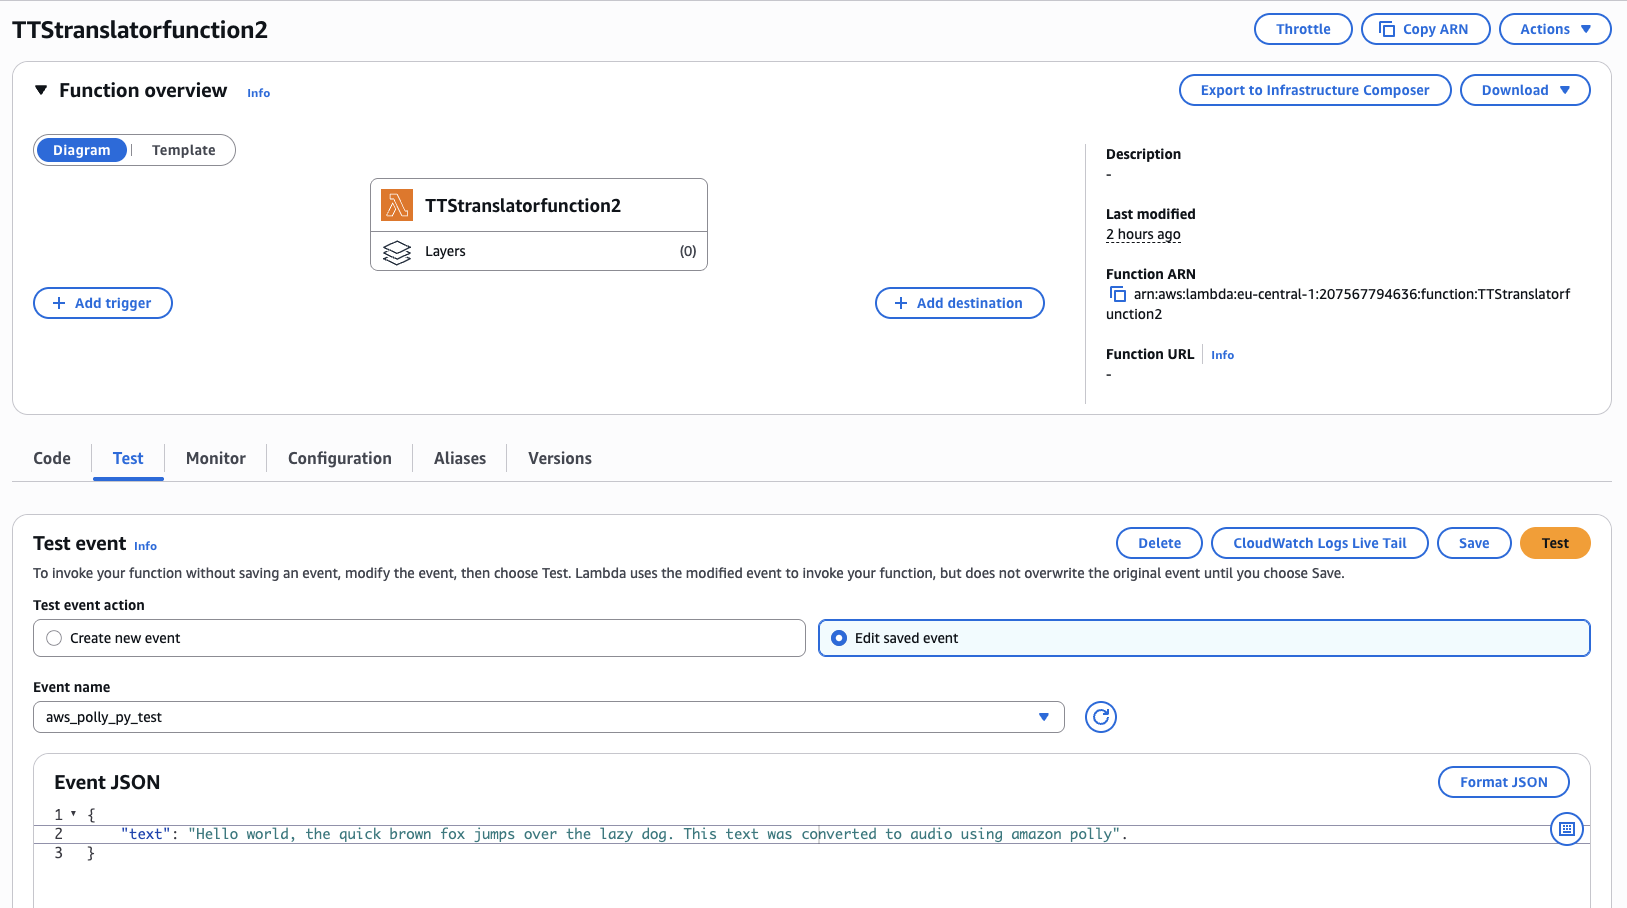 TTStranslatorfunction2
Throttle
Copy ARN
Actions
Function overview
Info
Export to Infrastructure Composer
Download
Diagram
Template
TTStranslatorfunction2
Layers
(0)
Add trigger
Add destination
Description
-
Last modified
2 hours ago
Function ARN
arn:aws:lambda:eu-central-1:207567794636:function:TTStranslatorf
unction2
Function URL
Info
-
Code
Test
Monitor
Configuration
Aliases
Versions
Test event
Info
Delete
CloudWatch Logs Live Tail
Save
Test
To invoke your function without saving an event, modify the event, then choose Test. Lambda uses the modified event to invoke your function, but does not overwrite the original event until you choose Save.
Test event action
Create new event
Edit saved event
Event name
aws_polly_py_test
Event JSON
Format JSON
1 {
2 "text": "Hello world, the quick brown fox jumps over the lazy dog. This text was converted to audio using amazon polly".
3 }